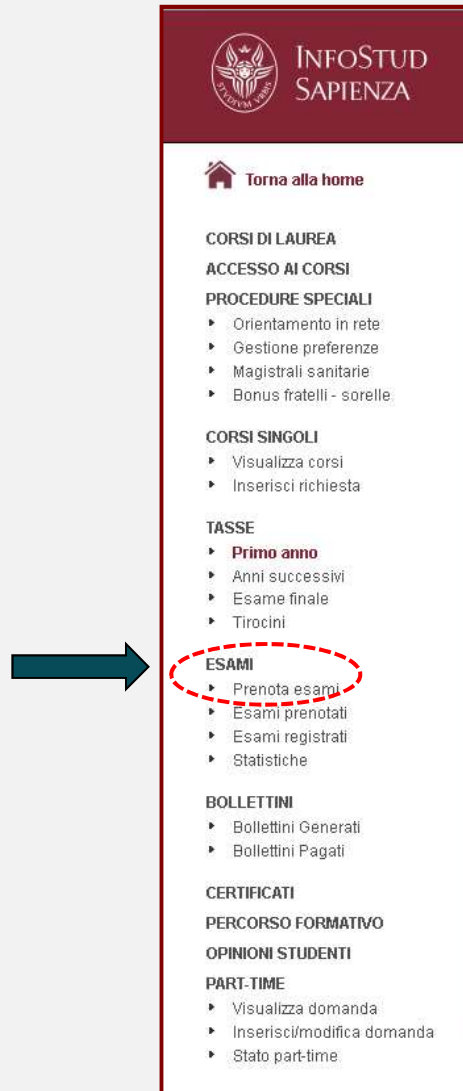 INFOSTUD
SAPIENZA
STVDIVM VRBIS
Torna alla home
CORSI DI LAUREA
ACCESSO AI CORSI
PROCEDURE SPECIALI
Orientamento in rete
Gestione preferenze
Magistrali sanitarie
Bonus fratelli - sorelle
CORSI SINGOLI
Visualizza corsi
Inserisci richiesta
TASSE
Primo anno
Anni successivi
Esame finale
Tirocini
ESAMI
Prenota esami
Esami prenotati
Esami registrati
Statistiche
BOLLETTINI
Bollettini Generati
Bollettini Pagati
CERTIFICATI
PERCORSO FORMATIVO
OPINIONI STUDENTI
PART-TIME
Visualizza domanda
Inserisci/modifica domanda
Stato part-time